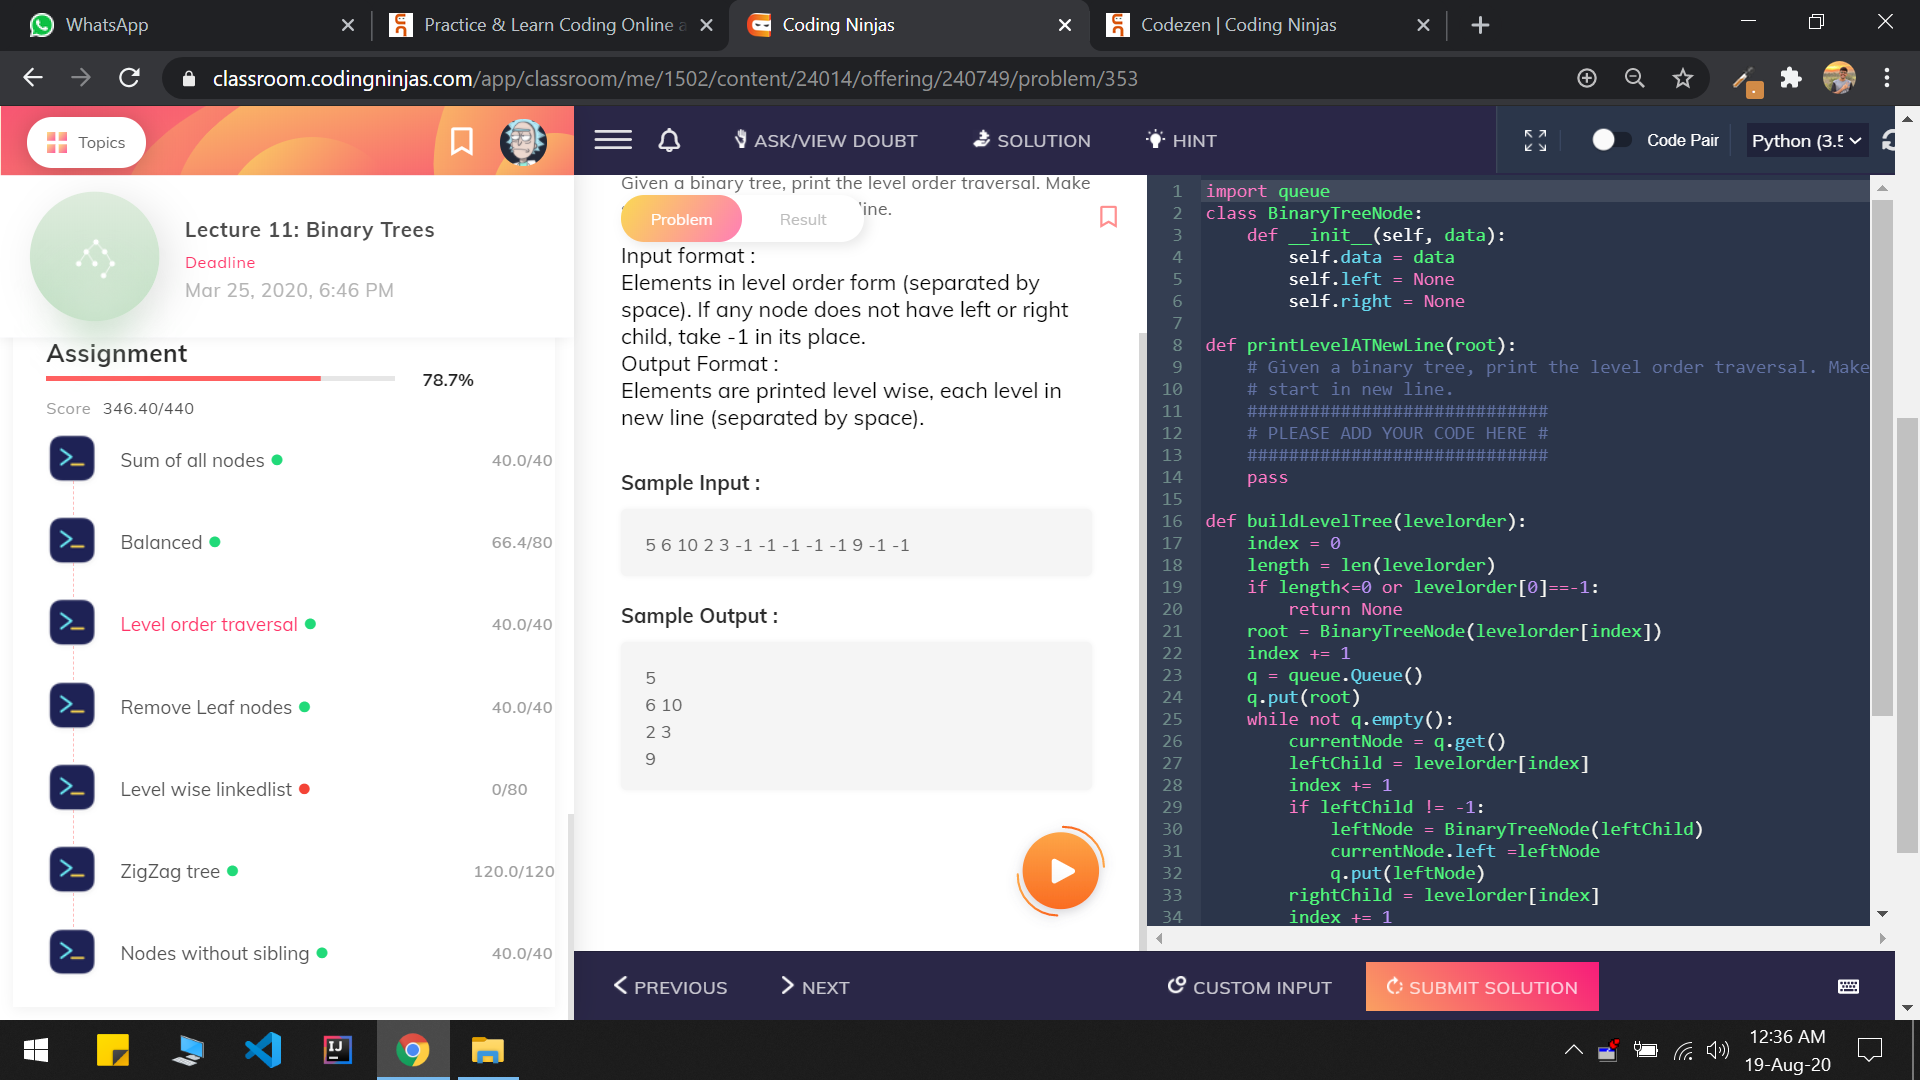 WhatsApp
Practice & Learn Coding Online a
Coding Ninjas
Codezen | Coding Ninjas
classroom.codingninjas.com/app/classroom/me/1502/content/24014/offering/240749/problem/353
Topics
Lecture 11: Binary Trees
Deadline
Mar 25, 2020, 6:46 PM
Assignment
78.7%
Score 346.40/440
Sum of all nodes 40.0/40
Balanced 66.4/80
Level order traversal 40.0/40
Remove Leaf nodes 40.0/40
Level wise linkedlist 0/80
ZigZag tree 120.0/120
Nodes without sibling 40.0/40
ASK/VIEW DOUBT
SOLUTION
HINT
Code Pair
Python (3.5
Given a binary tree, print the level order traversal. Make
line.
Problem
Result
Input format :
Elements in level order form (separated by
space). If any node does not have left or right
child, take -1 in its place.
Output Format :
Elements are printed level wise, each level in
new line (separated by space).
Sample Input :
5 6 10 2 3 -1 -1 -1 -1 -1 9 -1 -1
Sample Output :
5
6 10
2 3
9
1 import queue
2 class BinaryTreeNode:
3 def __init__(self, data):
4 self.data = data
5 self.left = None
6 self.right = None
7
8 def printLevelATNewLine(root):
9 # Given a binary tree, print the level order traversal. Make
10 # start in new line.
11 #############################
12 # PLEASE ADD YOUR CODE HERE #
13 #############################
14 pass
15
16 def buildLevelTree(levelorder):
17 index = 0
18 length = len(levelorder)
19 if length<=0 or levelorder[0]==-1:
20 return None
21 root = BinaryTreeNode(levelorder[index])
22 index += 1
23 q = queue.Queue()
24 q.put(root)
25 while not q.empty():
26 currentNode = q.get()
27 leftChild = levelorder[index]
28 index += 1
29 if leftChild != -1:
30 leftNode = BinaryTreeNode(leftChild)
31 currentNode.left =leftNode
32 q.put(leftNode)
33 rightChild = levelorder[index]
34 index += 1
PREVIOUS
NEXT
CUSTOM INPUT
SUBMIT SOLUTION
IJ
12:36 AM
19-Aug-20